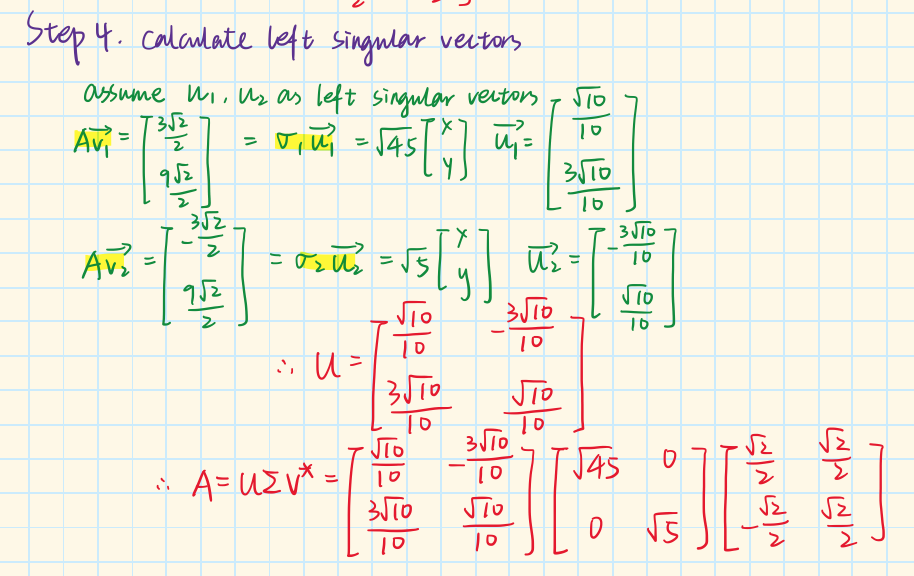 Step 4. Calculate left singular vectors
assume u₁, u₂ as left singular vectors
$A\vec{v_1} = \begin{bmatrix} \frac{3\sqrt{2}}{2} \\ \frac{9\sqrt{2}}{2} \end{bmatrix} = \sigma_1\vec{u_1} = \sqrt{45}\begin{bmatrix} x \\ y \end{bmatrix} \quad \vec{u_1} = \begin{bmatrix} \frac{\sqrt{10}}{10} \\ \frac{3\sqrt{10}}{10} \end{bmatrix}$
$A\vec{v_2} = \begin{bmatrix} -\frac{3\sqrt{2}}{2} \\ \frac{9\sqrt{2}}{2} \end{bmatrix} = \sigma_2\vec{u_2} = \sqrt{5}\begin{bmatrix} x \\ y \end{bmatrix} \quad \vec{u_2} = \begin{bmatrix} -\frac{3\sqrt{10}}{10} \\ \frac{\sqrt{10}}{10} \end{bmatrix}$
$\therefore U = \begin{bmatrix} \frac{\sqrt{10}}{10} & -\frac{3\sqrt{10}}{10} \\ \frac{3\sqrt{10}}{10} & \frac{\sqrt{10}}{10} \end{bmatrix}$
$\therefore A = U\Sigma V^* = \begin{bmatrix} \frac{\sqrt{10}}{10} & -\frac{3\sqrt{10}}{10} \\ \frac{3\sqrt{10}}{10} & \frac{\sqrt{10}}{10} \end{bmatrix} \begin{bmatrix} \sqrt{45} & 0 \\ 0 & \sqrt{5} \end{bmatrix} \begin{bmatrix} \frac{\sqrt{2}}{2} & \frac{\sqrt{2}}{2} \\ -\frac{\sqrt{2}}{2} & \frac{\sqrt{2}}{2} \end{bmatrix}$